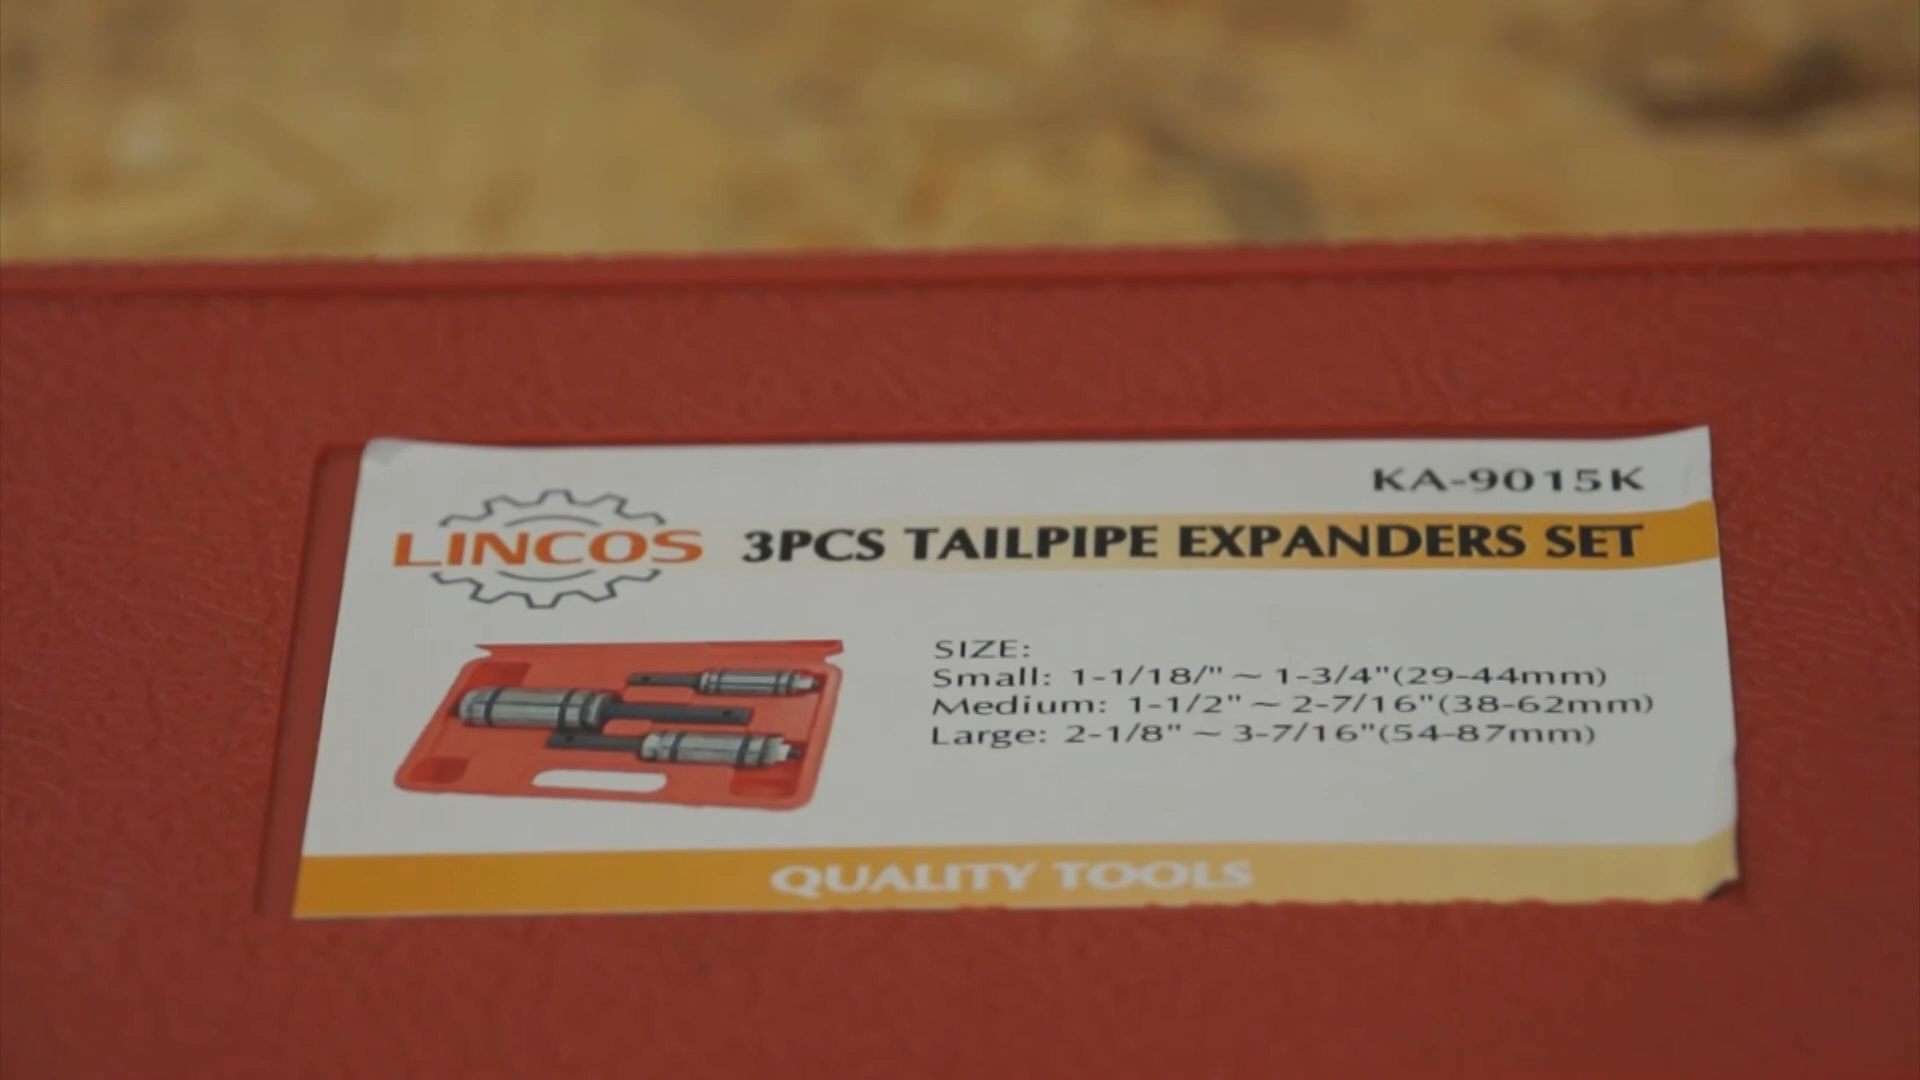 KA-9015K
LINCOS
3PCS TAILPIPE EXPANDERS SET
SIZE:
Small: 1-1/18/" ~ 1-3/4"(29-44mm)
Medium: 1-1/2" ~ 2-7/16"(38-62mm)
Large: 2-1/8" ~ 3-7/16"(54-87mm)
QUALITY TOOLS